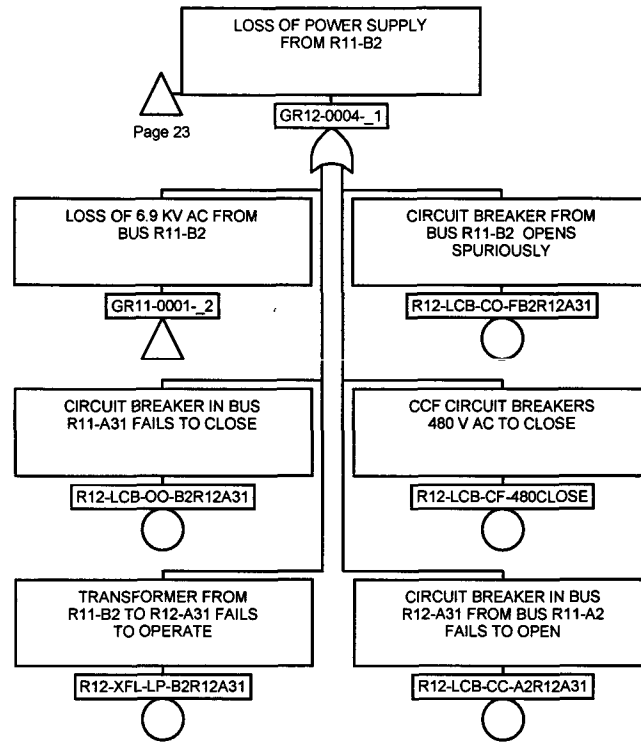 LOSS OF POWER SUPPLY
FROM R11-B2
Page 23
GR12-0004-_1
LOSS OF 6.9 KV AC FROM
BUS R11-B2
GR11-0001-_2
CIRCUIT BREAKER FROM
BUS R11-B2 OPENS
SPURIOUSLY
R12-LCB-CO-FB2R12A31
CIRCUIT BREAKER IN BUS
R11-A31 FAILS TO CLOSE
R12-LCB-OO-B2R12A31
CCF CIRCUIT BREAKERS
480 V AC TO CLOSE
R12-LCB-CF-480CLOSE
TRANSFORMER FROM
R11-B2 TO R12-A31 FAILS
TO OPERATE
R12-XFL-LP-B2R12A31
CIRCUIT BREAKER IN BUS
R12-A31 FROM BUS R11-A2
FAILS TO OPEN
R12-LCB-CC-A2R12A31